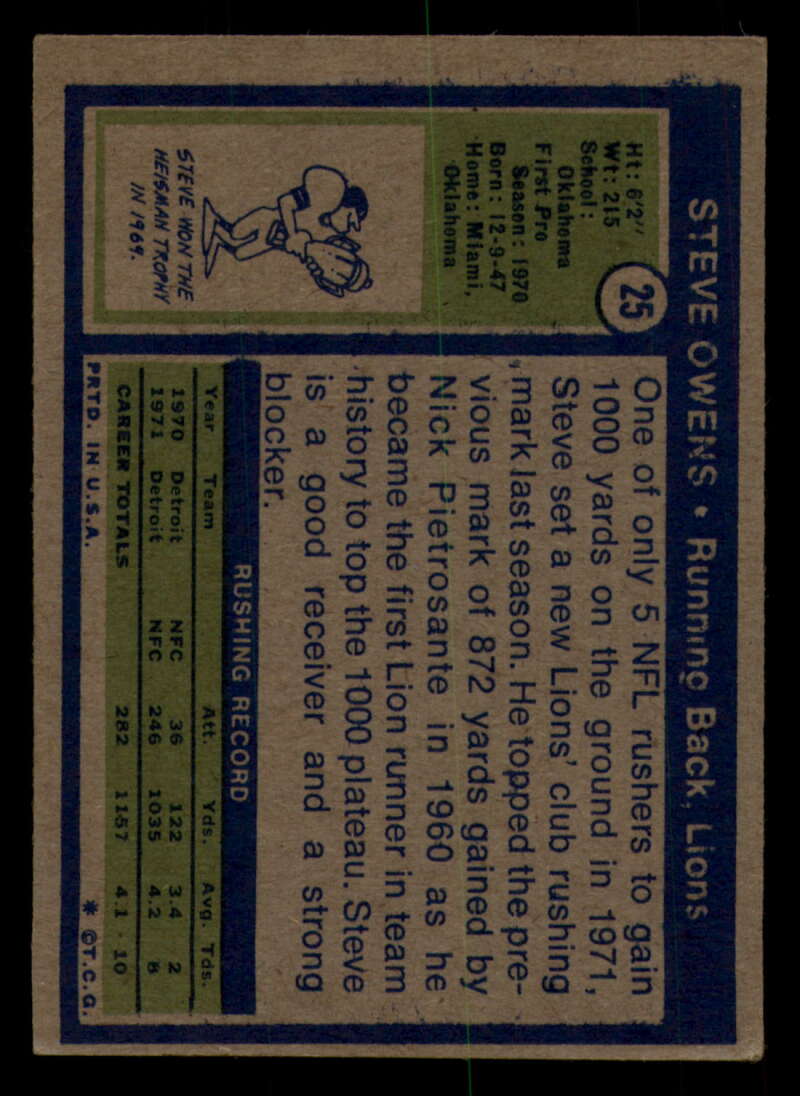 STEVE OWENS • Running Back, Lions
Ht: 6'2"
Wt: 215
School:
Oklahoma
First Pro
Season: 1970
Born: 12-9-47
Home: Miami,
Oklahoma
25
STEVE WON THE
HEISMAN TROPHY
IN 1969.
One of only 5 NFL rushers to gain
1000 yards on the ground in 1971,
Steve set a new Lions' club rushing
mark last season. He topped the pre-
vious mark of 872 yards gained by
Nick Pietrosante in 1960 as he
became the first Lion runner in team
history to top the 1000 plateau. Steve
is a good receiver and a strong
blocker.
RUSHING RECORD
Year Team Att. Yds. Avg. Tds.
1970 Detroit NFC 36 122 3.4 2
1971 Detroit NFC 246 1035 4.2 8
CAREER TOTALS 282 1157 4.1 10
PRTD. IN U.S.A. * ©T.C.G.